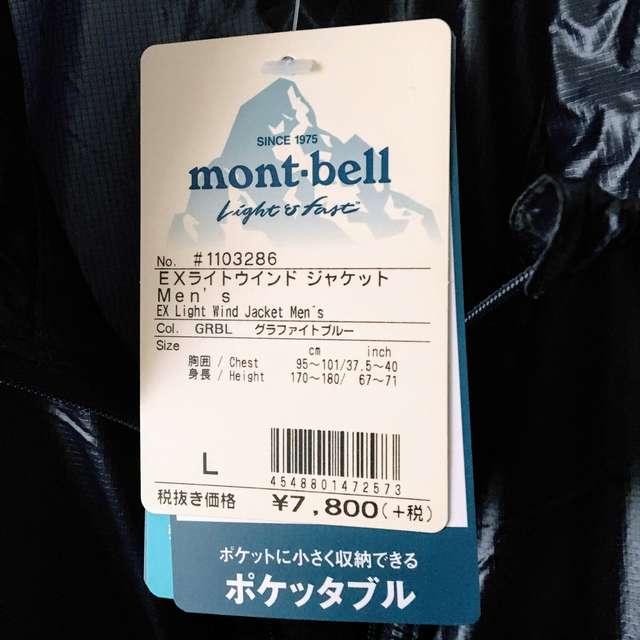 SINCE 1975
mont·bell
Light & Fast
No. #1103286
EXライトウインド ジャケット
Men's
EX Light Wind Jacket Men's
Col. GRBL グラファイトブルー
Size cm inch
胸囲 / Chest 95〜101/37.5〜40
身長 / Height 170〜180/ 67〜71
L
4548801472573
税抜き価格 ¥7,800(+税)
ポケットに小さく収納できる
ポケッタブル